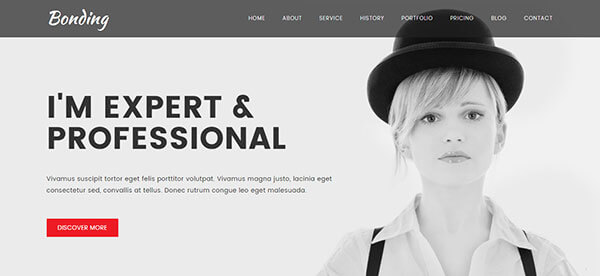 Bonding
HOME ABOUT SERVICE HISTORY PORTFOLIO PRICING BLOG CONTACT
I'M EXPERT &
PROFESSIONAL
Vivamus suscipit tortor eget felis porttitor volutpat. Vivamus magna justo, lacinia eget
consectetur sed, convallis at tellus. Donec rutrum congue leo eget malesuada.
DISCOVER MORE